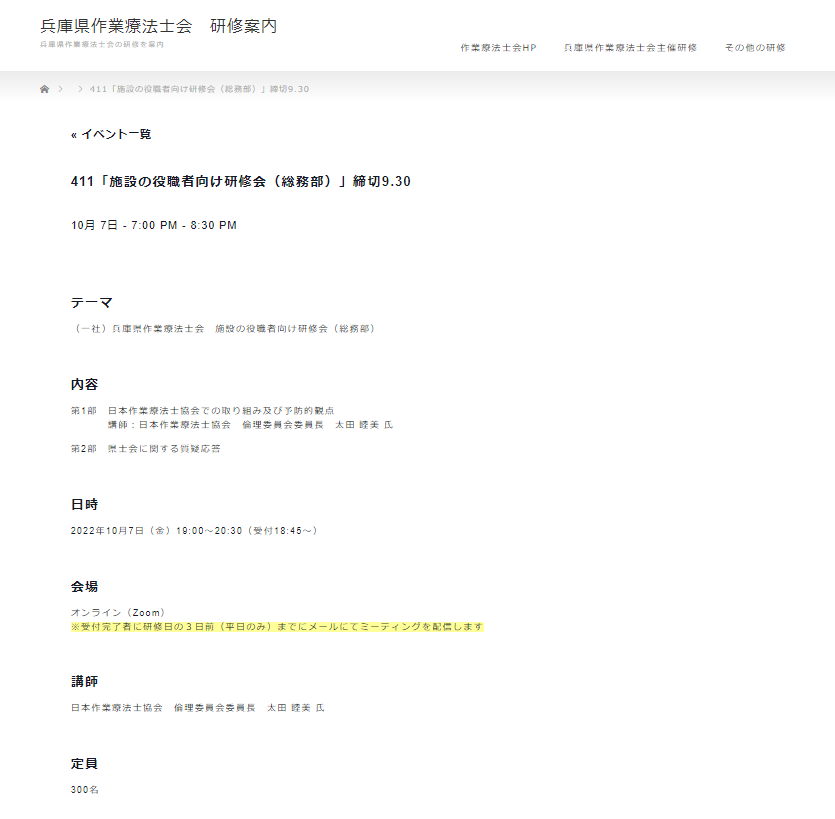 兵庫県作業療法士会　研修案内
兵庫県作業療法士会の研修を案内
作業療法士会HP　兵庫県作業療法士会主催研修　その他の研修
411「施設の役職者向け研修会（総務部）」締切9.30
« イベント一覧
411「施設の役職者向け研修会（総務部）」締切9.30
10月 7日 - 7:00 PM - 8:30 PM
テーマ
（一社）兵庫県作業療法士会　施設の役職者向け研修会（総務部）
内容
第1部　日本作業療法士協会での取り組み及び予防的観点
講師：日本作業療法士協会　倫理委員会委員長　太田 睦美 氏
第2部　県士会に関する質疑応答
日時
2022年10月7日（金）19:00～20:30（受付18:45～）
会場
オンライン（Zoom）
※受付完了者に研修日の３日前（平日のみ）までにメールにてミーティングを配信します
講師
日本作業療法士協会　倫理委員会委員長　太田 睦美 氏
定員
300名